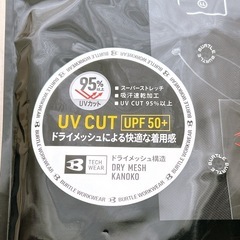 95%以上
UVカット
■ スーパーストレッチ
■ 吸汗速乾加工
■ UV CUT 95%以上
UV CUT UPF 50+
ドライメッシュによる快適な着用感
B TECH WEAR
ドライメッシュ構造
DRY MESH
KANOKO
BURTLE WORKWEAR